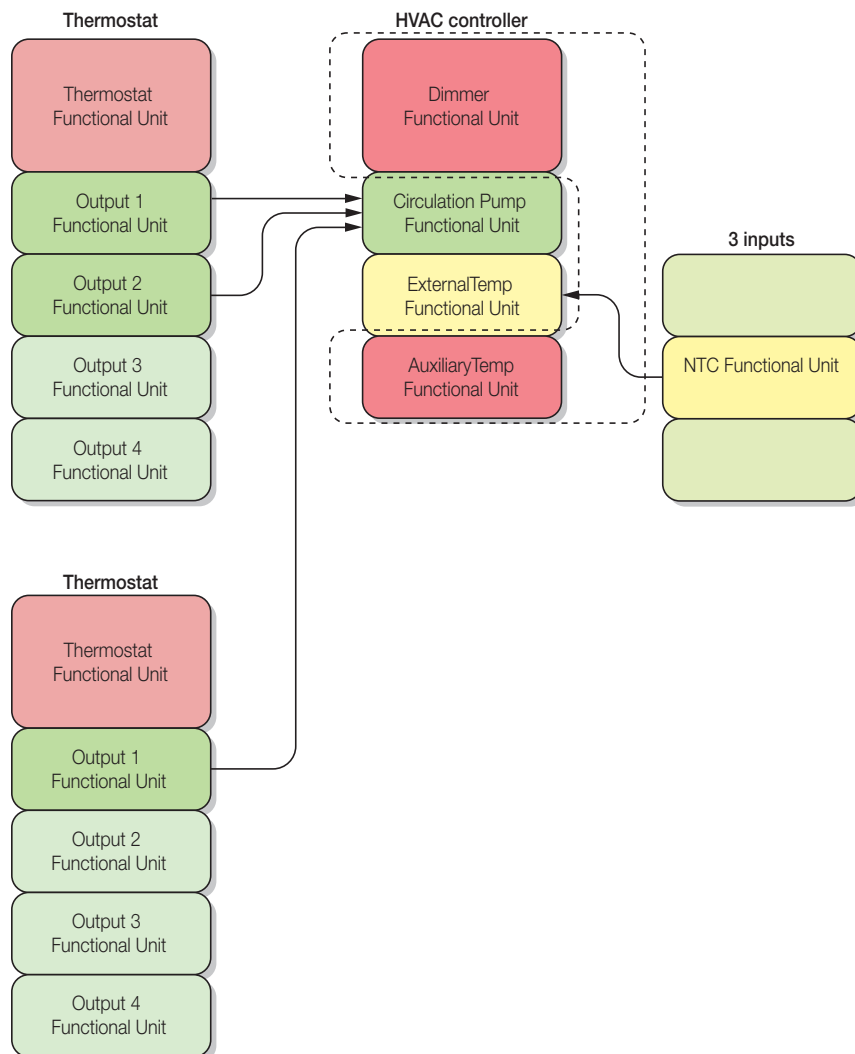 Thermostat
Thermostat
Functional Unit
Output 1
Functional Unit
Output 2
Functional Unit
Output 3
Functional Unit
Output 4
Functional Unit
HVAC controller
Dimmer
Functional Unit
Circulation Pump
Functional Unit
ExternalTemp
Functional Unit
AuxiliaryTemp
Functional Unit
3 inputs
NTC Functional Unit
Thermostat
Thermostat
Functional Unit
Output 1
Functional Unit
Output 2
Functional Unit
Output 3
Functional Unit
Output 4
Functional Unit